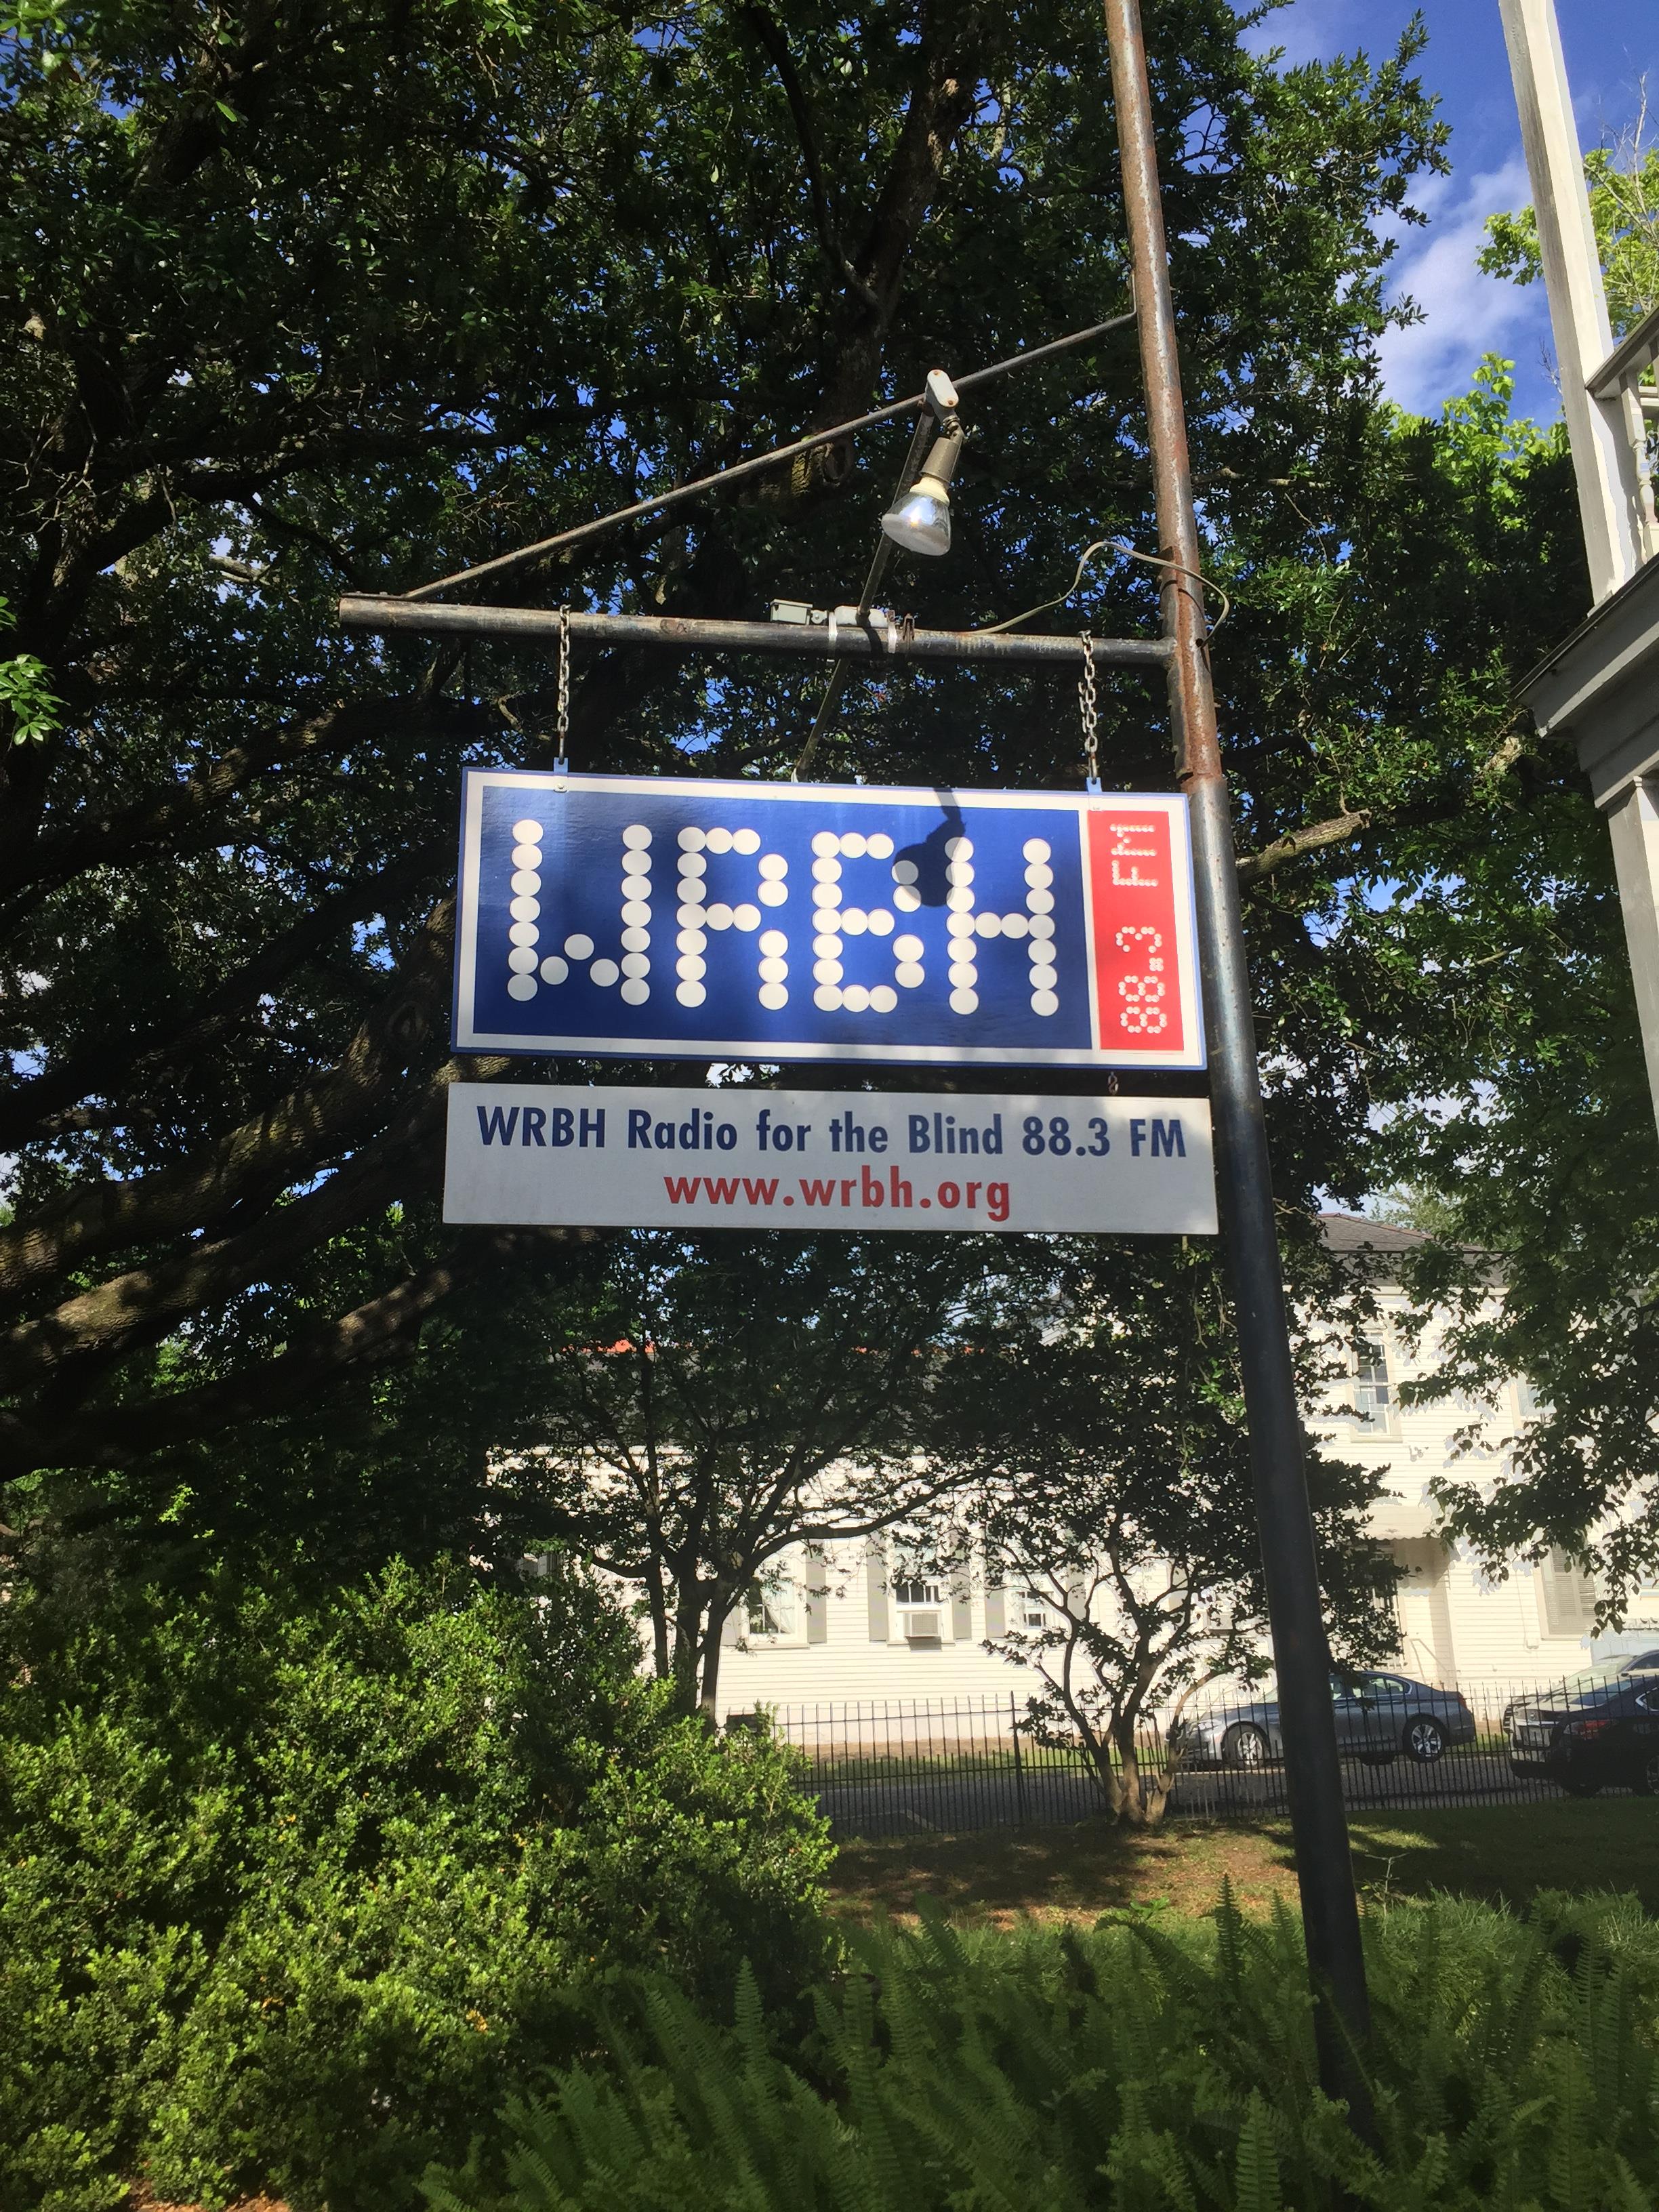 WRBH
88.3 FM
WRBH Radio for the Blind 88.3 FM
www.wrbh.org